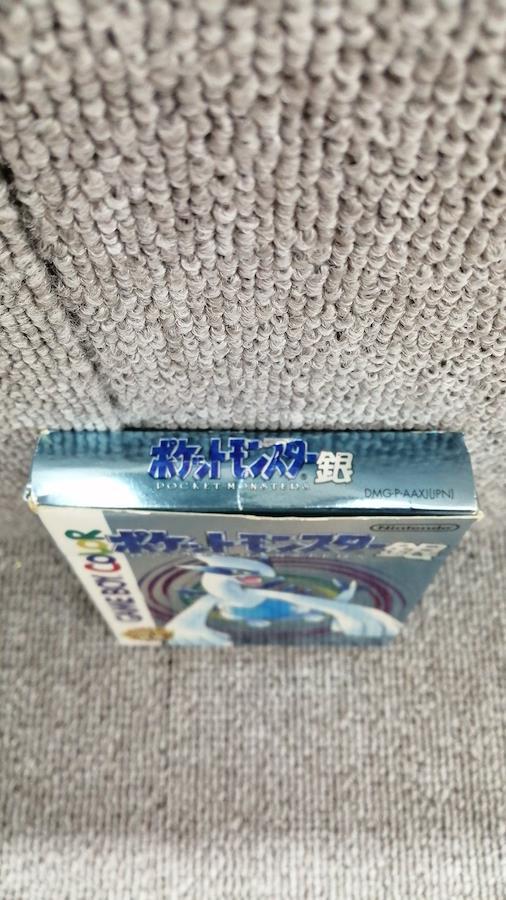 ポケットモンスター銀
POCKET MONSTERS
DMG-P-AAXJ(JPN)
Nintendo
ポケットモンスター銀
GAME BOY COLOR